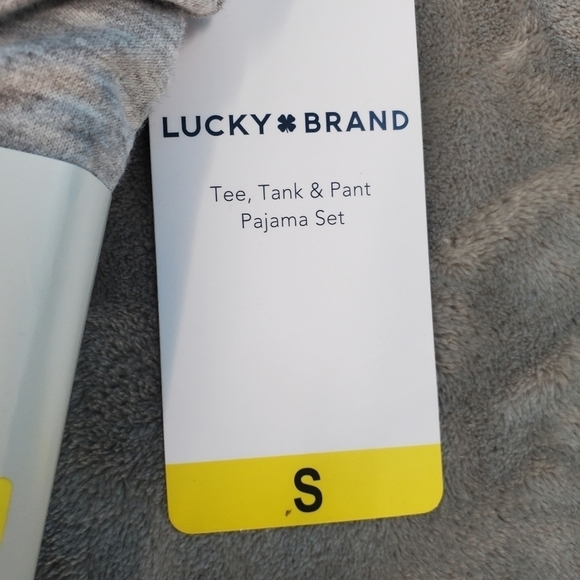 LUCKY BRAND
Tee, Tank & Pant
Pajama Set
S